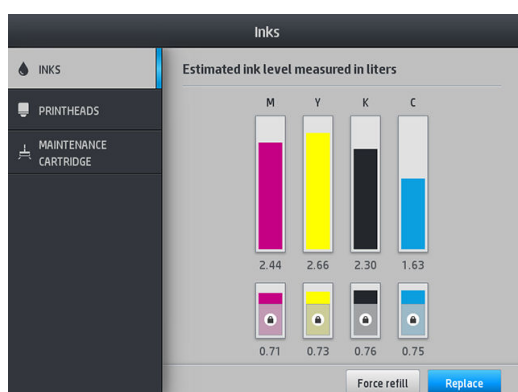 Inks
INKS
PRINTHEADS
MAINTENANCE
CARTRIDGE
Estimated ink level measured in liters
M Y K C
2.44 2.66 2.30 1.63
0.71 0.73 0.76 0.75
Force refill Replace